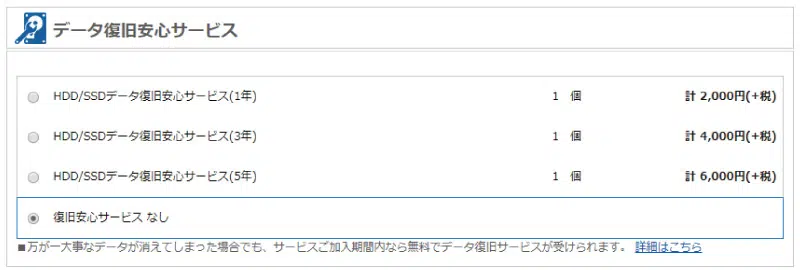 データ復旧安心サービス
HDD/SSDデータ復旧安心サービス(1年) 1 個 計 2,000円(+税)
HDD/SSDデータ復旧安心サービス(3年) 1 個 計 4,000円(+税)
HDD/SSDデータ復旧安心サービス(5年) 1 個 計 6,000円(+税)
復旧安心サービス なし
■万が一大事なデータが消えてしまった場合でも、サービスご加入期間内なら無料でデータ復旧サービスが受けられます。 詳細はこちら